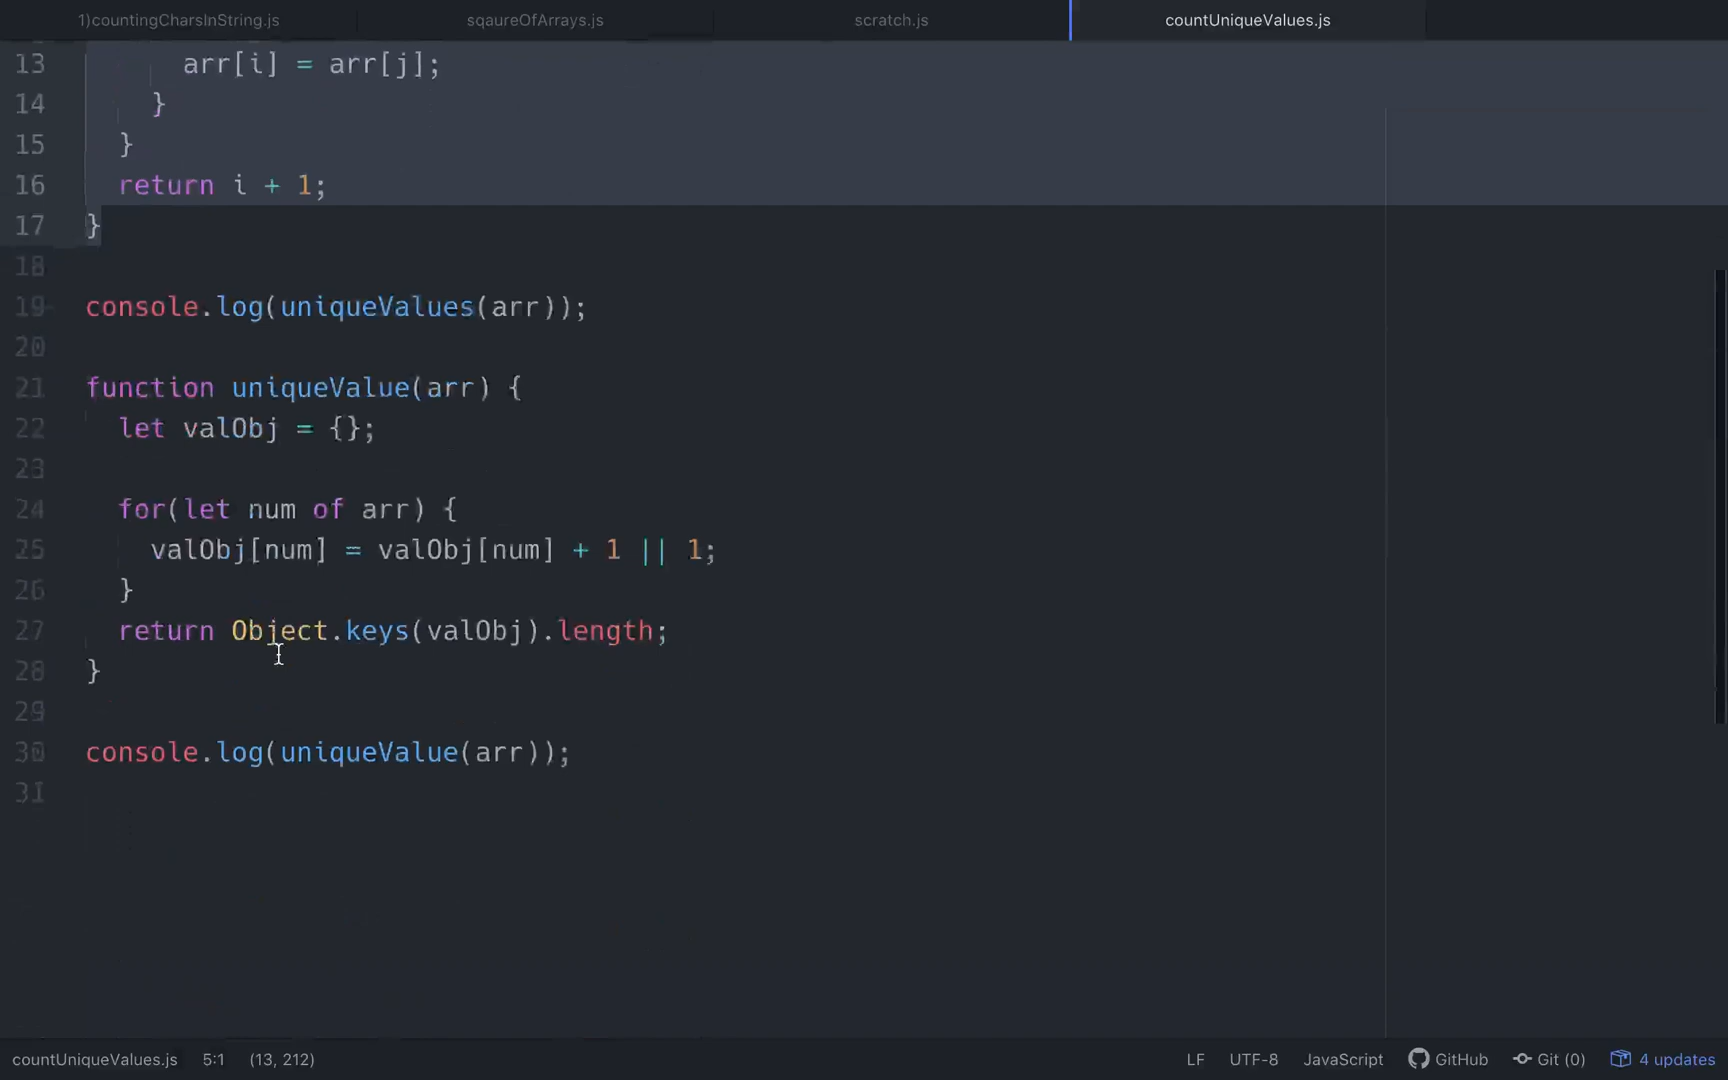 1)countingCharsInString.js sqaureOfArrays.js scratch.js countUniqueValues.js
13 arr[i] = arr[j];
14 }
15 }
16 return i + 1;
17 }
18
19 console.log(uniqueValues(arr));
20
21 function uniqueValue(arr) {
22 let valObj = {};
23
24 for(let num of arr) {
25 valObj[num] = valObj[num] + 1 || 1;
26 }
27 return Object.keys(valObj).length;
28 }
29
30 console.log(uniqueValue(arr));
31
countUniqueValues.js 5:1 (13, 212) LF UTF-8 JavaScript GitHub Git (0) 4 updates